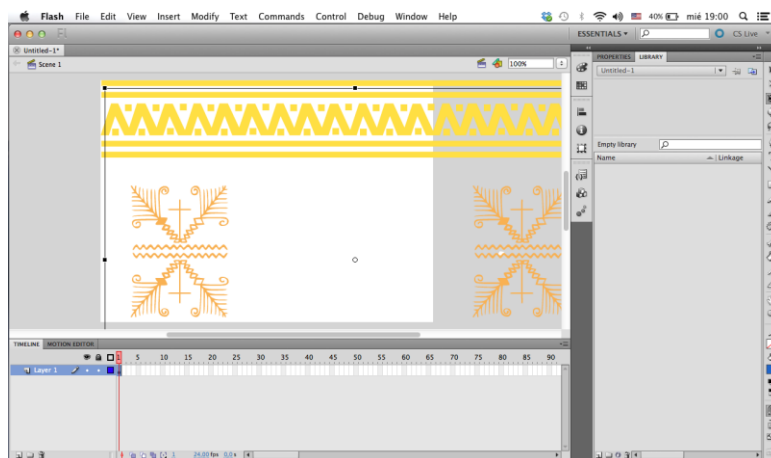 Flash File Edit View Insert Modify Text Commands Control Debug Window Help 40% mié 19:00
ESSENTIALS CS Live
Untitled-1*
Scene 1 100%
PROPERTIES LIBRARY
Untitled-1
Empty library
Name Linkage
TIMELINE MOTION EDITOR
1 5 10 15 20 25 30 35 40 45 50 55 60 65 70 75 80 85 90
Layer 1
1 24.00 fps 0.0 s